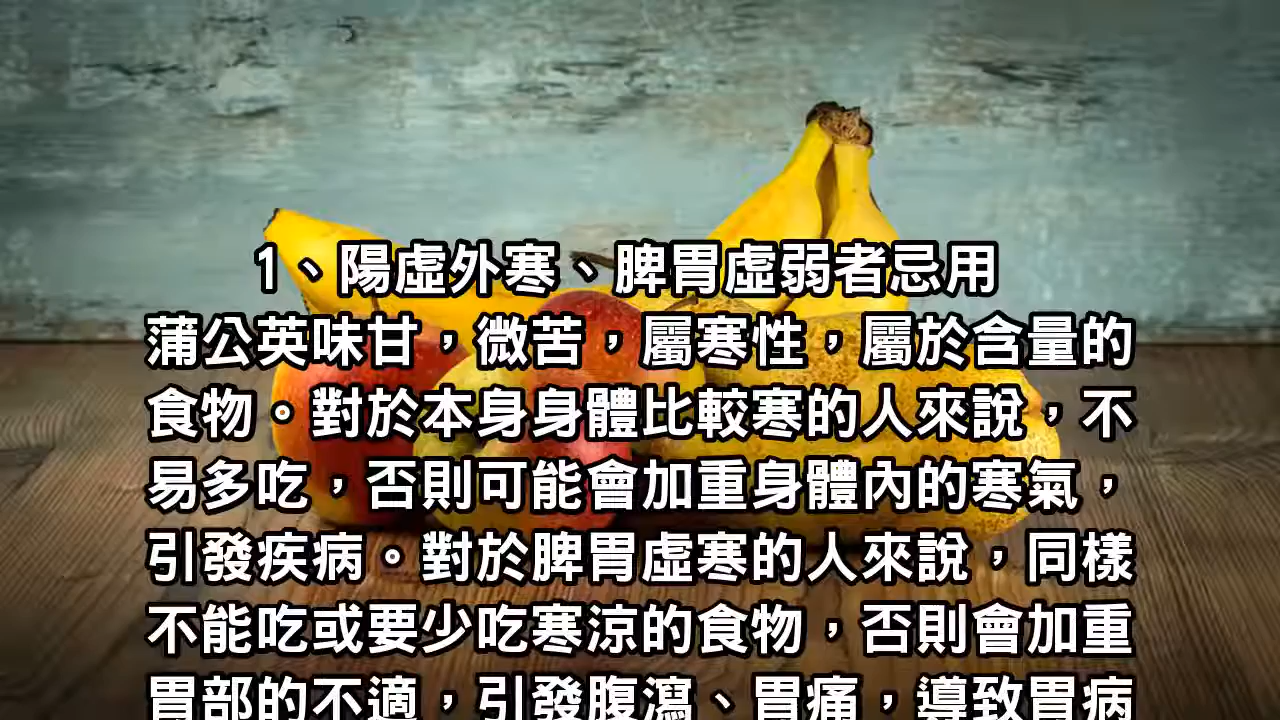 1、陽虛外寒、脾胃虛弱者忌用
蒲公英味甘，微苦，屬寒性，屬於含量的
食物。對於本身身體比較寒的人來說，不
易多吃，否則可能會加重身體內的寒氣，
引發疾病。對於脾胃虛寒的人來說，同樣
不能吃或要少吃寒涼的食物，否則會加重
胃部的不適，引發腹瀉、胃痛，導致胃病